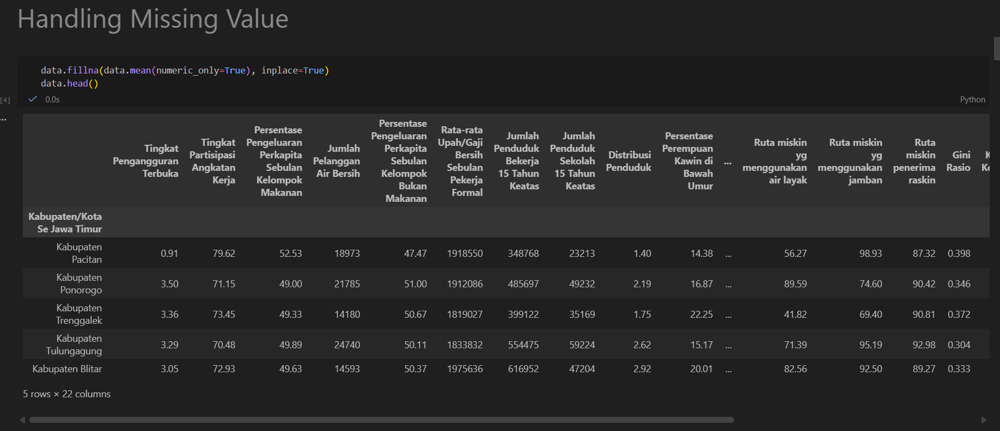 Handling Missing Value
data.fillna(data.mean(numeric_only=True), inplace=True)
data.head()
[4]
0.0s
Python
...
Tingkat Pengangguran Terbuka
Tingkat Partisipasi Angkatan Kerja
Persentase Pengeluaran Perkapita Sebulan Kelompok Makanan
Jumlah Pelanggan Air Bersih
Persentase Pengeluaran Perkapita Sebulan Kelompok Bukan Makanan
Rata-rata Upah/Gaji Bersih Sebulan Pekerja Formal
Jumlah Penduduk Bekerja 15 Tahun Keatas
Jumlah Penduduk Sekolah 15 Tahun Keatas
Distribusi Penduduk
Persentase Perempuan Kawin di Bawah Umur
...
Ruta miskin yg menggunakan air layak
Ruta miskin yg menggunakan jamban
Ruta miskin penerima raskin
Gini Rasio
Kabupaten/Kota Se Jawa Timur
Kabupaten Pacitan 0.91 79.62 52.53 18973 47.47 1918550 348768 23213 1.40 14.38 ... 56.27 98.93 87.32 0.398
Kabupaten Ponorogo 3.50 71.15 49.00 21785 51.00 1912086 485697 49232 2.19 16.87 ... 89.59 74.60 90.42 0.346
Kabupaten Trenggalek 3.36 73.45 49.33 14180 50.67 1819027 399122 35169 1.75 22.25 ... 41.82 69.40 90.81 0.372
Kabupaten Tulungagung 3.29 70.48 49.89 24740 50.11 1833832 554475 59224 2.62 15.17 ... 71.39 95.19 92.98 0.304
Kabupaten Blitar 3.05 72.93 49.63 14593 50.37 1975636 616952 47204 2.92 20.01 ... 82.56 92.50 89.27 0.333
5 rows × 22 columns